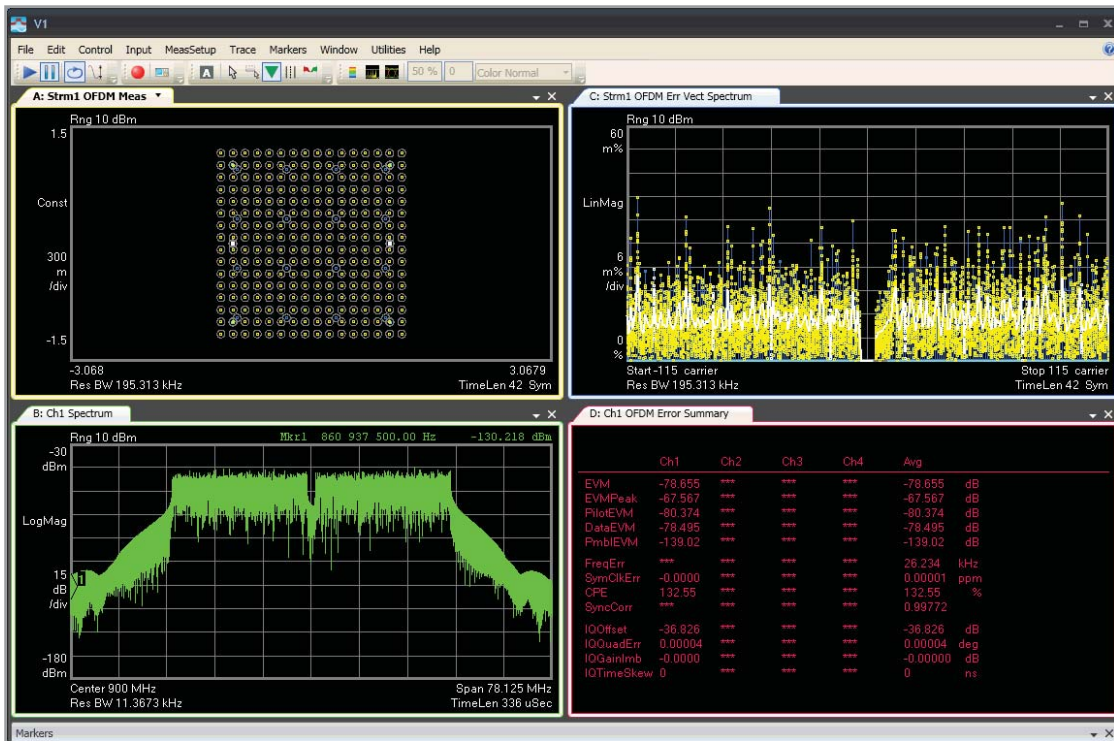 V1
File Edit Control Input MeasSetup Trace Markers Window Utilities Help
A 50 % 0 Color Normal
A: Strm1 OFDM Meas
Rng 10 dBm
1.5
Const
300
m
/div
-1.5
-3.068 3.0679
Res BW 195.313 kHz TimeLen 42 Sym
C: Strm1 OFDM Err Vect Spectrum
Rng 10 dBm
60
m%
LinMag
6
m%
/div
0
%
Start -115 carrier Stop 115 carrier
Res BW 195.313 kHz TimeLen 42 Sym
B: Ch1 Spectrum
Rng 10 dBm Mkr1 860 937 500.00 Hz -130.218 dBm
-30
dBm
LogMag
1
15
dB
/div
-180
dBm
Center 900 MHz Span 78.125 MHz
Res BW 11.3673 kHz TimeLen 336 uSec
D: Ch1 OFDM Error Summary
Ch1 Ch2 Ch3 Ch4 Avg
EVM -78.655 *** *** *** -78.655 dB
EVMPeak -67.567 *** *** *** -67.567 dB
PilotEVM -80.374 *** *** *** -80.374 dB
DataEVM -78.495 *** *** *** -78.495 dB
PmblEVM -139.02 *** *** *** -139.02 dB
FreqErr *** *** *** 26.234 kHz
SymClkErr -0.0000 *** *** *** 0.00001 ppm
CPE 132.55 *** *** *** 132.55 %
SyncCorr *** *** *** *** 0.99772
IQOffset -36.826 *** *** *** -36.826 dB
IQQuadErr 0.00004 *** *** *** 0.00004 deg
IQGainImb -0.0000 *** *** *** -0.00000 dB
IQTimeSkew 0 *** *** *** 0 ns
Markers